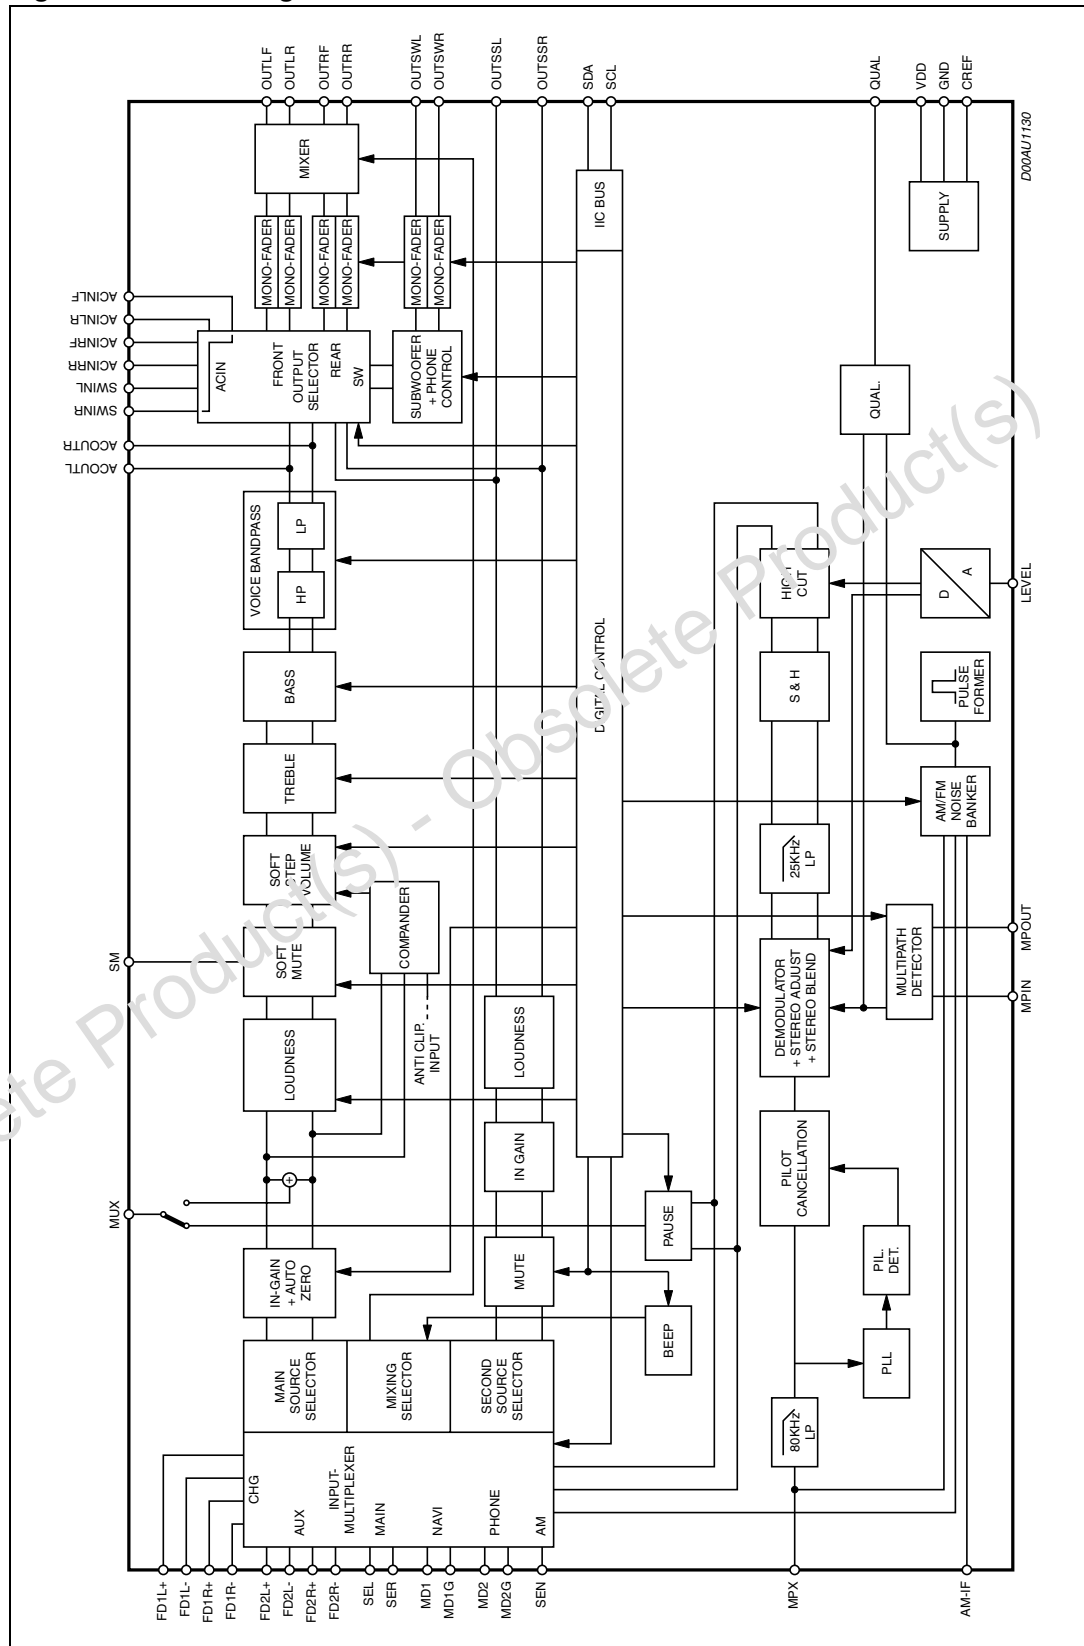 OUTLF
OUTLR
OUTRF
OUTRR
OUTSWL
OUTSWR
OUTSSL
OUTSSR
SDA
SCL
QUAL
VDD
GND
CREF
D00AU1130
MIXER
IIC BUS
SUPPLY
MONO-FADER
MONO-FADER
MONO-FADER
MONO-FADER
MONO-FADER
MONO-FADER
ACINLF
ACINLR
ACINRF
ACINRR
SWINL
SWINR
ACOUTR
ACOUTL
ACIN
FRONT
OUTPUT
SELECTOR
REAR
SW
SUBWOOFER
+ PHONE
CONTROL
QUAL.
VOICE BANDPASS
LP
HP
HIGH
CUT
D
A
LEVEL
BASS
DIGITAL CONTROL
S & H
PULSE
FORMER
TREBLE
SOFT
STEP
VOLUME
25KHz
LP
AM/FM
NOISE
BANKER
COMPANDER
SM
SOFT
MUTE
DEMODULATOR
+ STEREO ADJUST
+ STEREO BLEND
MULTIPATH
DETECTOR
MPOUT
MPIN
LOUDNESS
ANTI CLIP.
INPUT
LOUDNESS
IN GAIN
PILOT
CANCELLATION
MUX
+
PAUSE
IN-GAIN
+ AUTO
ZERO
MUTE
PIL.
DET.
BEEP
PLL
MAIN
SOURCE
SELECTOR
MIXING
SELECTOR
SECOND
SOURCE
SELECTOR
80KHz
LP
CHG
AUX
INPUT-
MULTIPLEXER
MAIN
NAVI
PHONE
AM
FD1L+
FD1L-
FD1R+
FD1R-
FD2L+
FD2L-
FD2R+
FD2R-
SEL
SER
MD1
MD1G
MD2
MD2G
SEN
MPX
AM-IF
ete Product(s) - Obsolete Product(s)